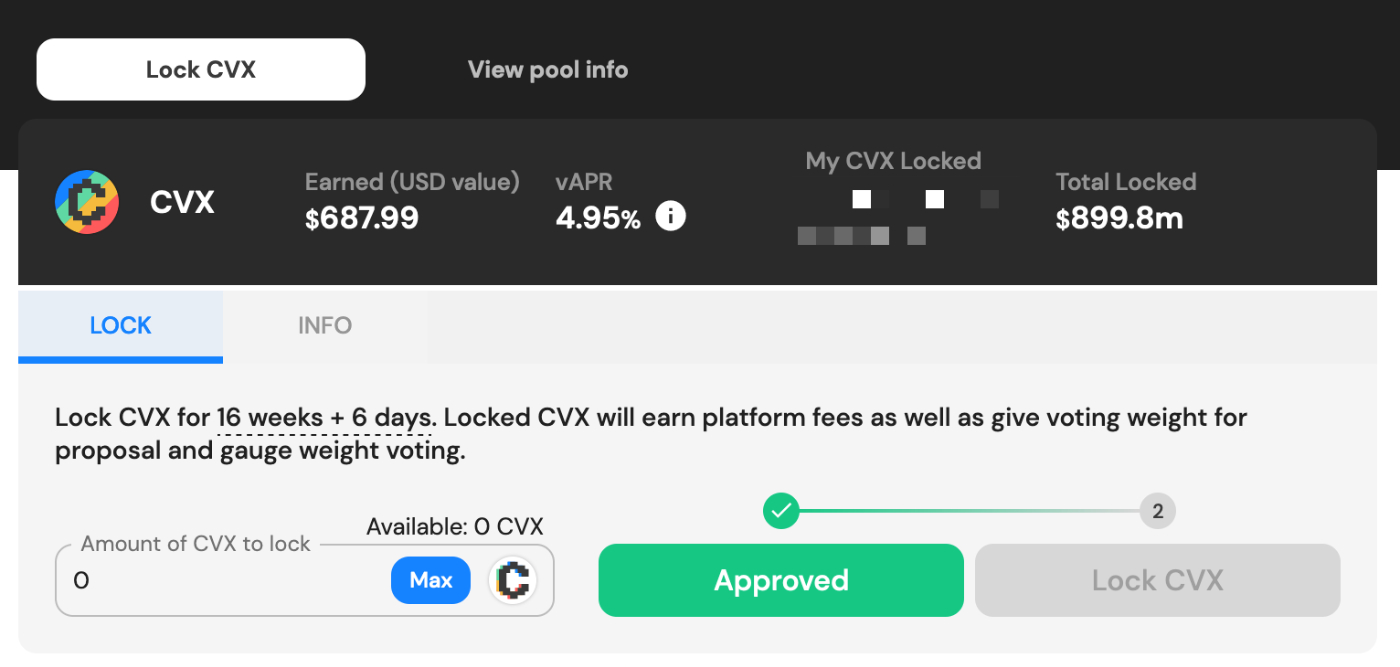 Lock CVX
View pool info
CVX
Earned (USD value)
$687.99
vAPR
4.95%
My CVX Locked
Total Locked
$899.8m
LOCK
INFO
Lock CVX for 16 weeks + 6 days. Locked CVX will earn platform fees as well as give voting weight for
proposal and gauge weight voting.
Available: 0 CVX
Amount of CVX to lock
0
Max
2
Approved
Lock CVX